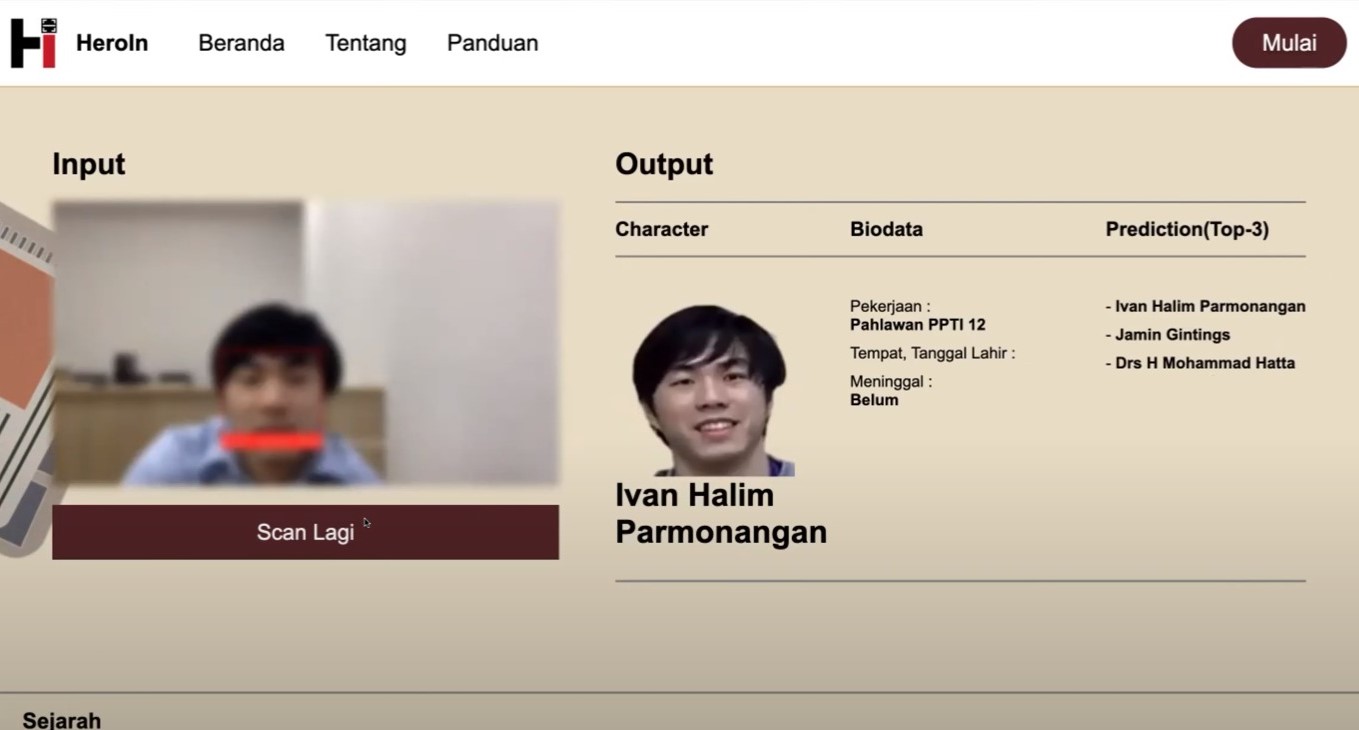 HeroIn
Beranda
Tentang
Panduan
Mulai
Input
Scan Lagi
Output
Character
Biodata
Prediction(Top-3)
Ivan Halim
Parmonangan
Pekerjaan :
Pahlawan PPTI 12
Tempat, Tanggal Lahir :
Meninggal :
Belum
- Ivan Halim Parmonangan
- Jamin Gintings
- Drs H Mohammad Hatta
Sejarah